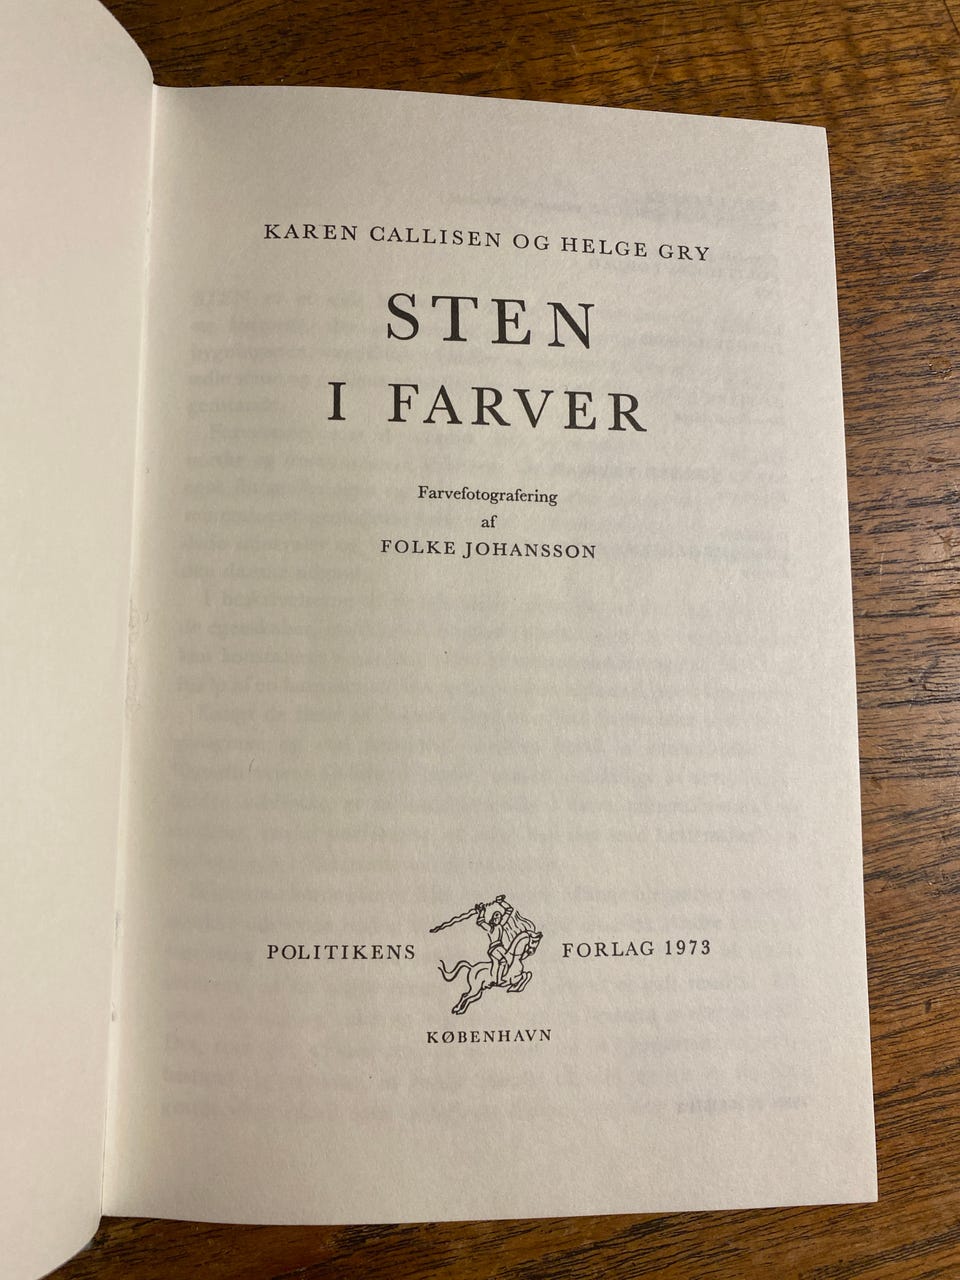 KAREN CALLISEN OG HELGE GRY
STEN
I FARVER
Farvefotografering
af
FOLKE JOHANSSON
POLITIKENS FORLAG 1973
KØBENHAVN